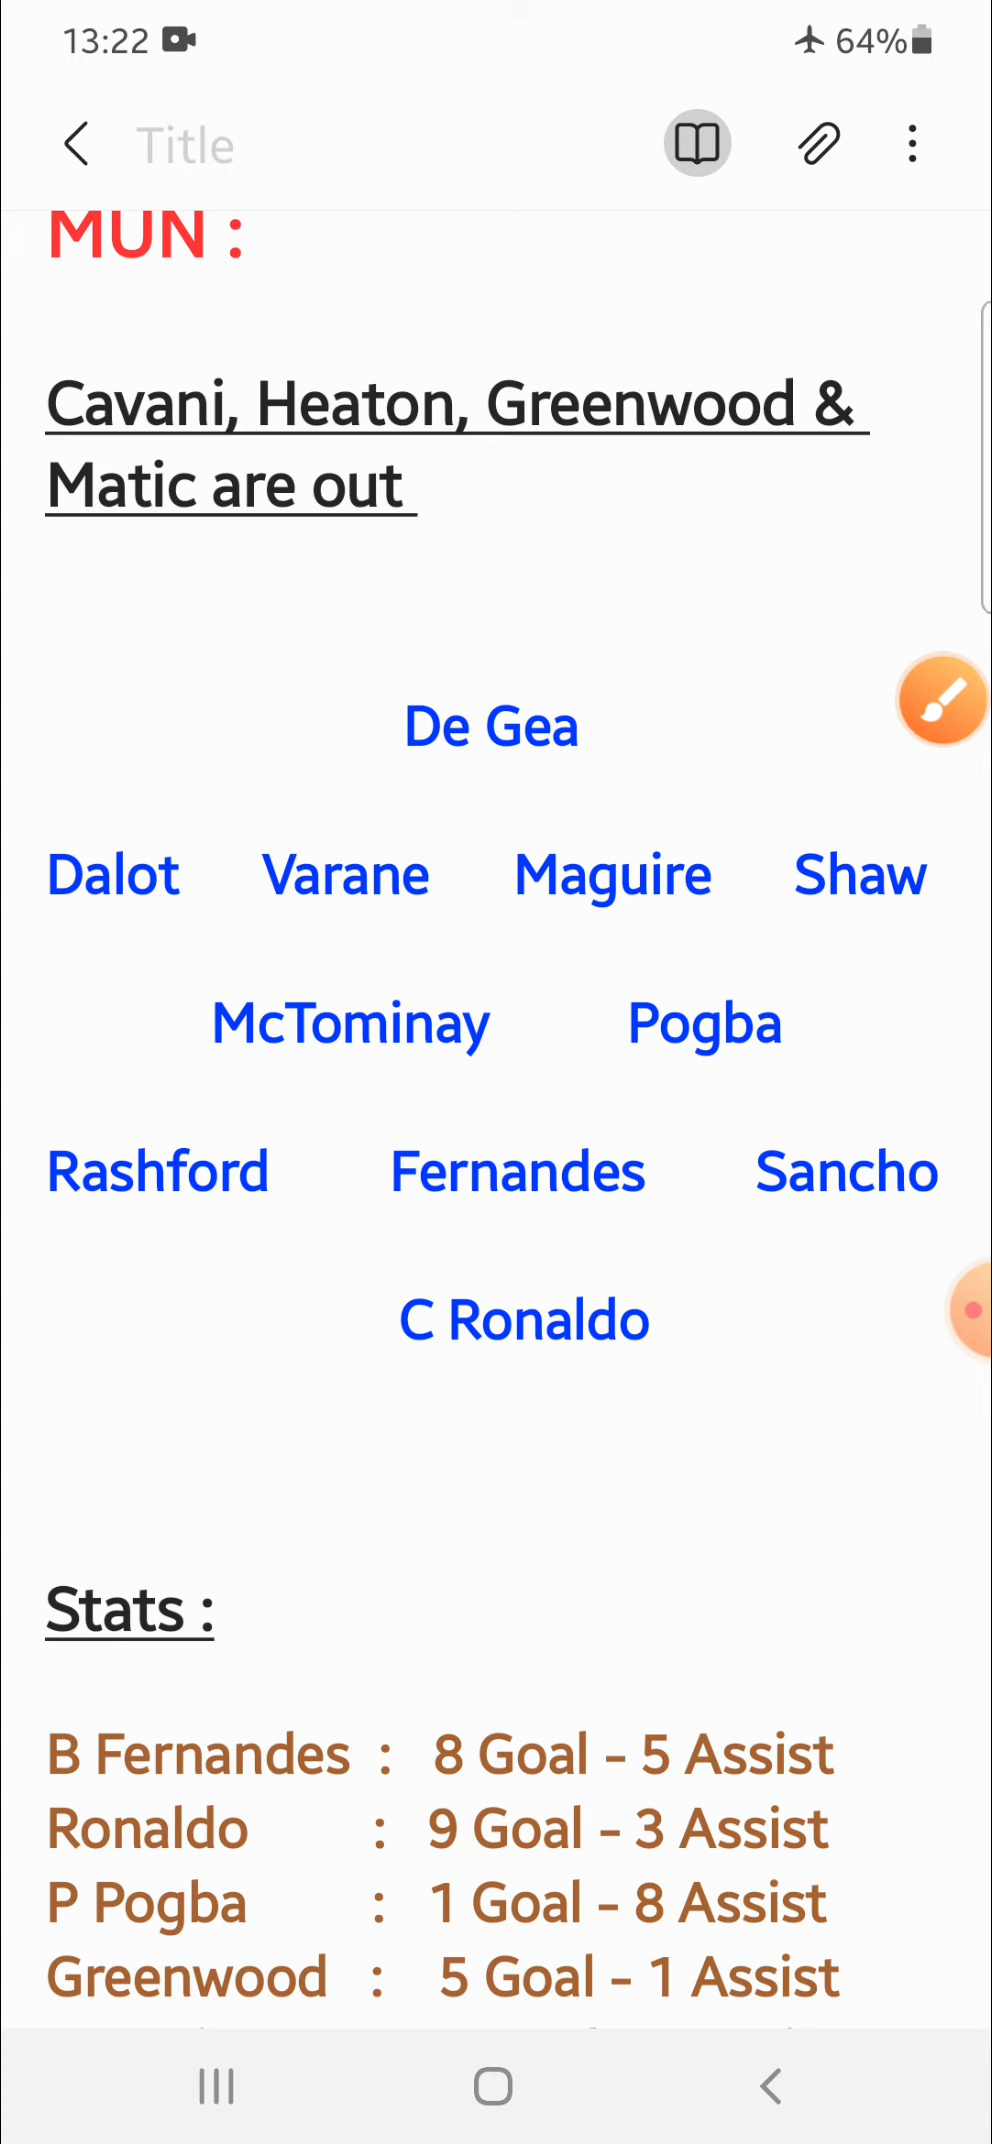 13:22 64%
Title
MUN :
Cavani, Heaton, Greenwood &
Matic are out
De Gea
Dalot Varane Maguire Shaw
McTominay Pogba
Rashford Fernandes Sancho
C Ronaldo
Stats :
B Fernandes : 8 Goal - 5 Assist
Ronaldo : 9 Goal - 3 Assist
P Pogba : 1 Goal - 8 Assist
Greenwood : 5 Goal - 1 Assist